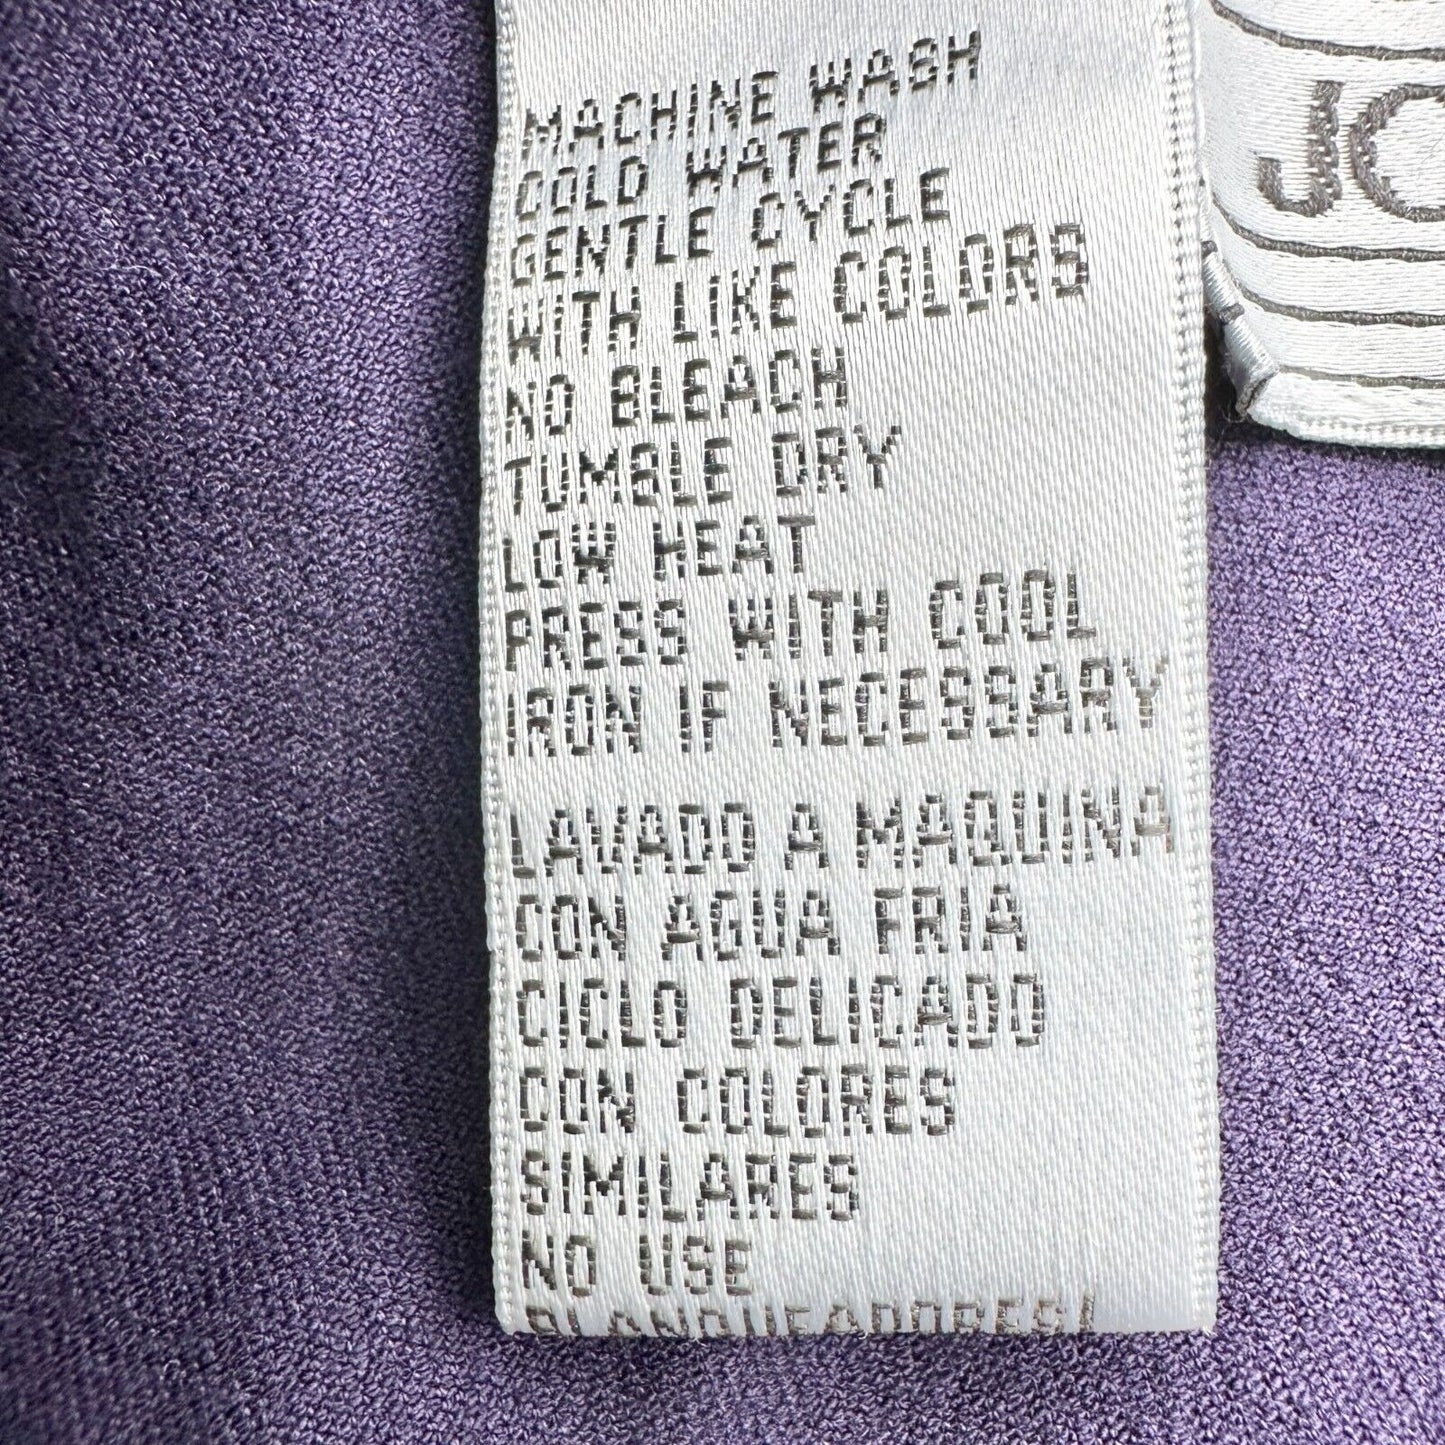 MACHINE WASH
COLD WATER
GENTLE CYCLE
WITH LIKE COLORS
NO BLEACH
TUMBLE DRY
LOW HEAT
PRESS WITH COOL
IRON IF NECESSARY
LAVADO A MAQUINA
CON AGUA FRIA
CICLO DELICADO
CON COLORES
SIMILARES
NO USE
JO